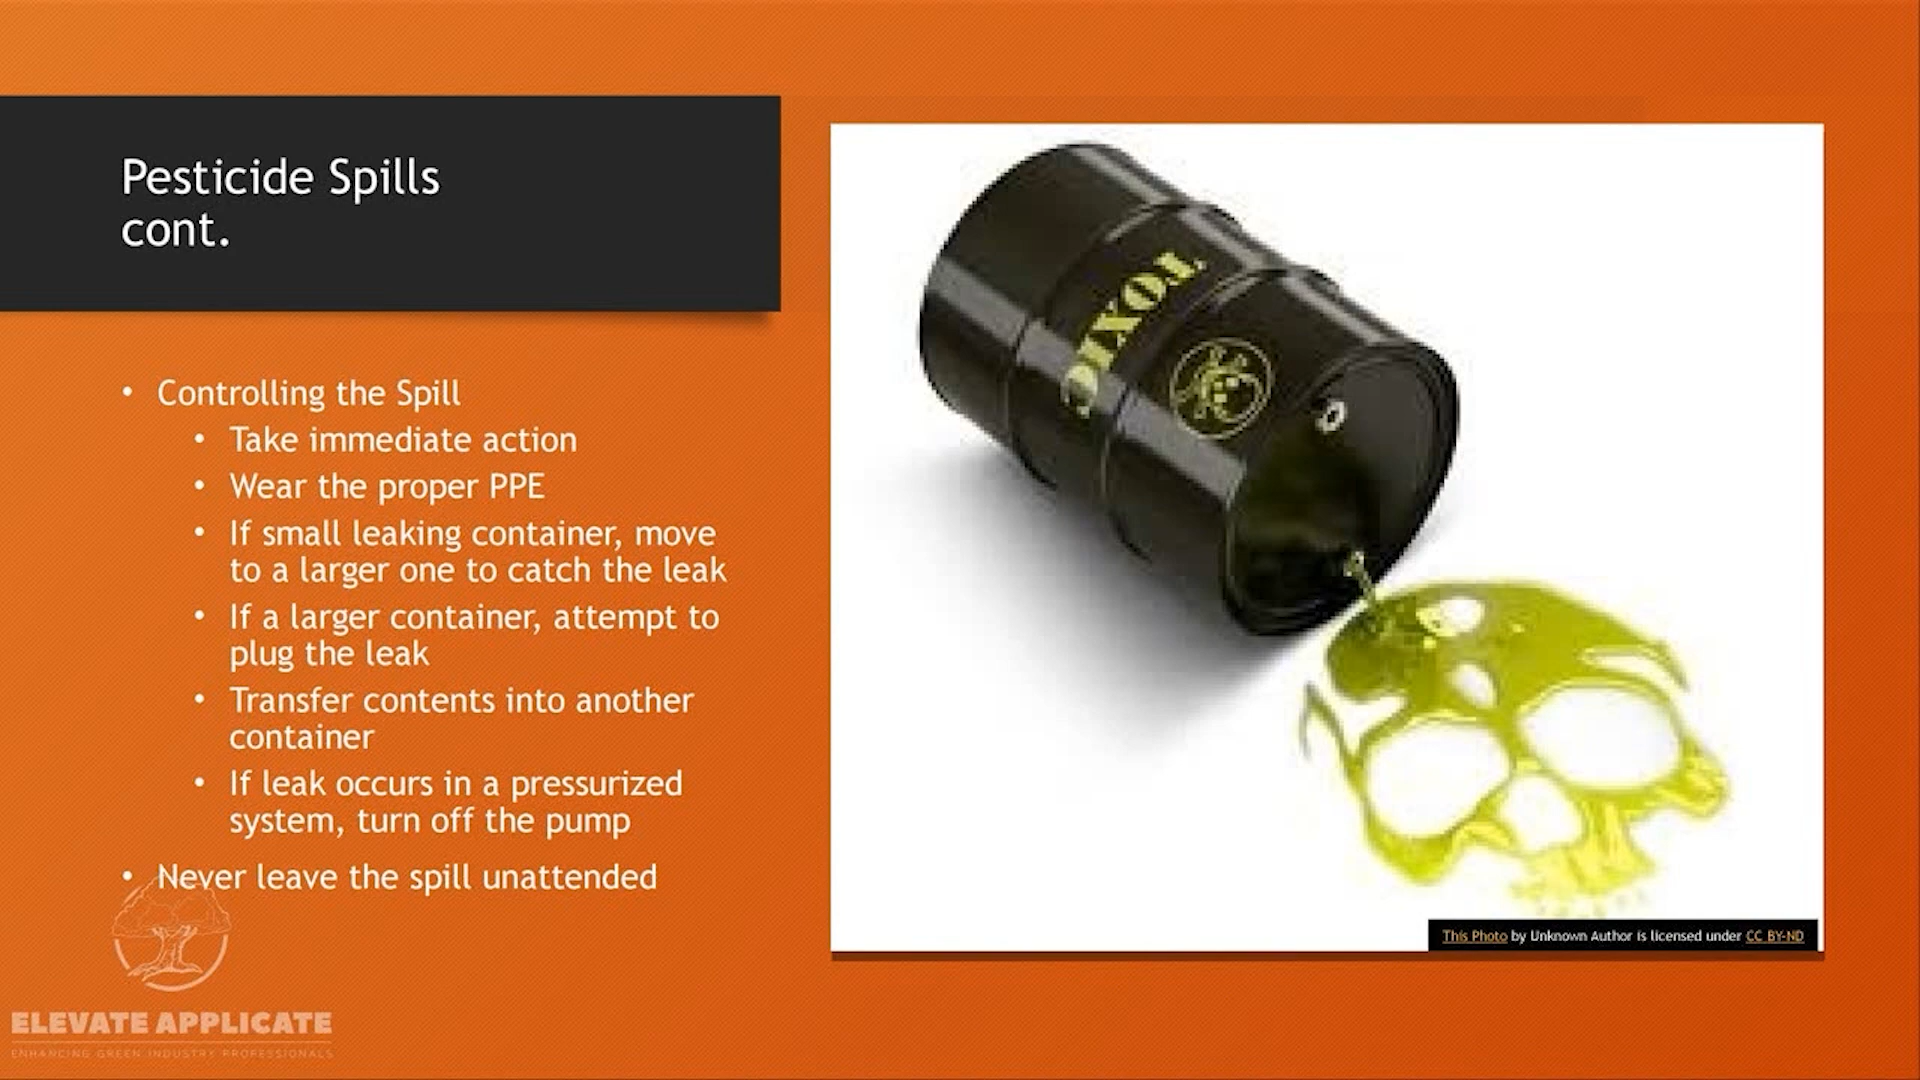 Pesticide Spills
cont.
• Controlling the Spill
• Take immediate action
• Wear the proper PPE
• If small leaking container, move
to a larger one to catch the leak
• If a larger container, attempt to
plug the leak
• Transfer contents into another
container
• If leak occurs in a pressurized
system, turn off the pump
• Never leave the spill unattended
TOXIC
This Photo by Unknown Author is licensed under CC BY-ND
ELEVATE APPLICATE
ENHANCING GREEN INDUSTRY PROFESSIONALS